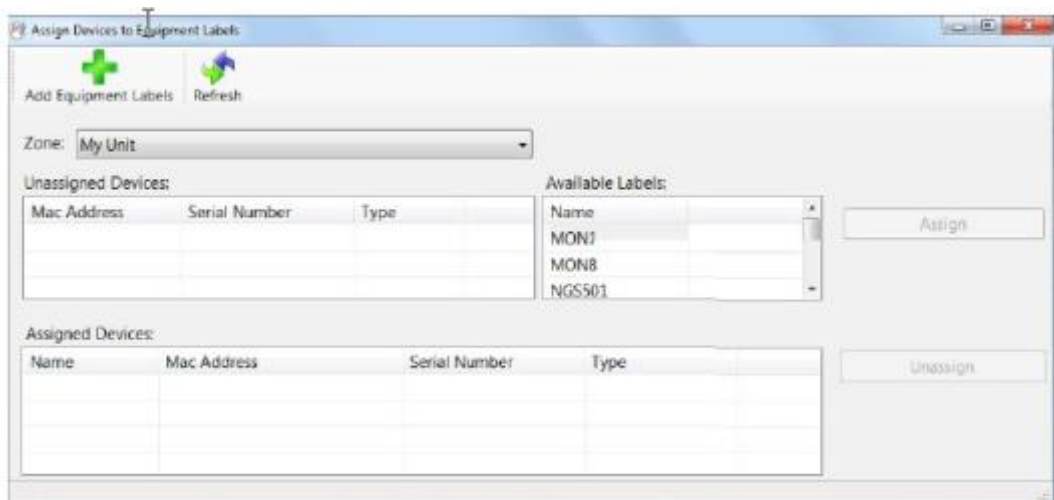 Assign Devices to Equipment Labels
Add Equipment Labels Refresh
Zone: My Unit
Unassigned Devices:
Mac Address Serial Number Type
Available Labels:
Name
MON1
MON8
NGS501
Assign
Assigned Devices:
Name Mac Address Serial Number Type
Unassign